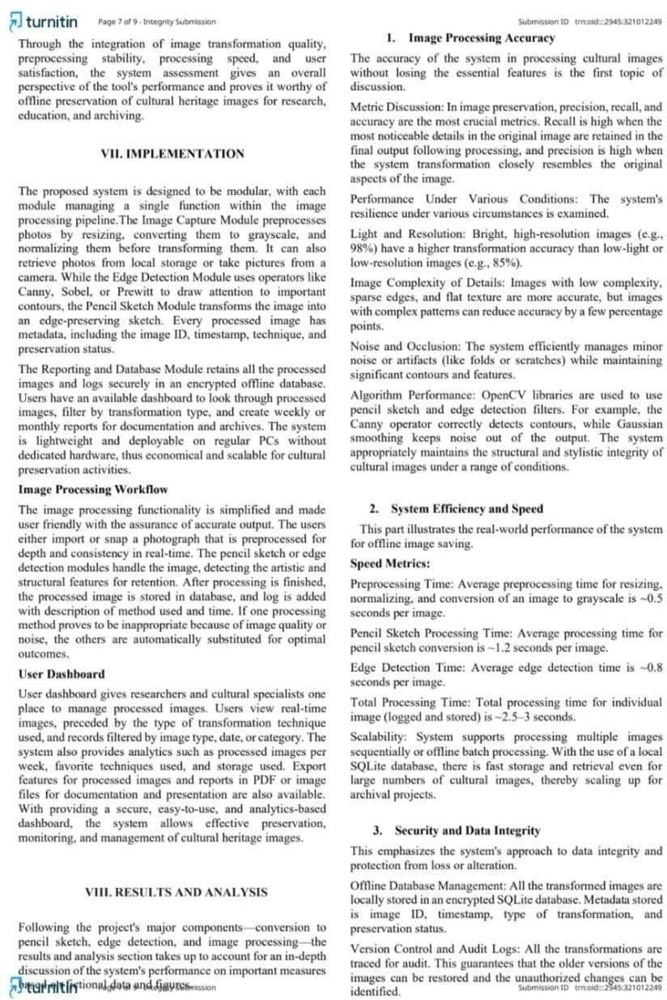 turnitin Page 7 of 9 - Integrity Submission
Submission ID trn:oid:::2945:321012249
Through the integration of image transformation quality,
preprocessing stability, processing speed, and user
satisfaction, the system assessment gives an overall
perspective of the tool's performance and proves it worthy of
offline preservation of cultural heritage images for research,
education, and archiving.
VII. IMPLEMENTATION
The proposed system is designed to be modular, with each
module managing a single function within the image
processing pipeline.The Image Capture Module preprocesses
photos by resizing, converting them to grayscale, and
normalizing them before transforming them. It can also
retrieve photos from local storage or take pictures from a
camera. While the Edge Detection Module uses operators like
Canny, Sobel, or Prewitt to draw attention to important
contours, the Pencil Sketch Module transforms the image into
an edge-preserving sketch. Every processed image has
metadata, including the image ID, timestamp, technique, and
preservation status.
The Reporting and Database Module retains all the processed
images and logs securely in an encrypted offline database.
Users have an available dashboard to look through processed
images, filter by transformation type, and create weekly or
monthly reports for documentation and archives. The system
is lightweight and deployable on regular PCs without
dedicated hardware, thus economical and scalable for cultural
preservation activities.
Image Processing Workflow
The image processing functionality is simplified and made
user friendly with the assurance of accurate output. The users
either import or snap a photograph that is preprocessed for
depth and consistency in real-time. The pencil sketch or edge
detection modules handle the image, detecting the artistic and
structural features for retention. After processing is finished,
the processed image is stored in database, and log is added
with description of method used and time. If one processing
method proves to be inappropriate because of image quality or
noise, the others are automatically substituted for optimal
outcomes.
User Dashboard
User dashboard gives researchers and cultural specialists one
place to manage processed images. Users view real-time
images, preceded by the type of transformation technique
used, and records filtered by image type, date, or category. The
system also provides analytics such as processed images per
week, favorite techniques used, and storage used. Export
features for processed images and reports in PDF or image
files for documentation and presentation are also available.
With providing a secure, easy-to-use, and analytics-based
dashboard, the system allows effective preservation,
monitoring, and management of cultural heritage images.
VIII. RESULTS AND ANALYSIS
Following the project's major components—conversion to
pencil sketch, edge detection, and image processing—the
results and analysis section takes up to account for an in-depth
discussion of the system's performance on important measures
based on fictional data and figures.
1. Image Processing Accuracy
The accuracy of the system in processing cultural images
without losing the essential features is the first topic of
discussion.
Metric Discussion: In image preservation, precision, recall, and
accuracy are the most crucial metrics. Recall is high when the
most noticeable details in the original image are retained in the
final output following processing, and precision is high when
the system transformation closely resembles the original
aspects of the image.
Performance Under Various Conditions: The system's
resilience under various circumstances is examined.
Light and Resolution: Bright, high-resolution images (e.g.,
98%) have a higher transformation accuracy than low-light or
low-resolution images (e.g., 85%).
Image Complexity of Details: Images with low complexity,
sparse edges, and flat texture are more accurate, but images
with complex patterns can reduce accuracy by a few percentage
points.
Noise and Occlusion: The system efficiently manages minor
noise or artifacts (like folds or scratches) while maintaining
significant contours and features.
Algorithm Performance: OpenCV libraries are used to use
pencil sketch and edge detection filters. For example, the
Canny operator correctly detects contours, while Gaussian
smoothing keeps noise out of the output. The system
appropriately maintains the structural and stylistic integrity of
cultural images under a range of conditions.
2. System Efficiency and Speed
This part illustrates the real-world performance of the system
for offline image saving.
Speed Metrics:
Preprocessing Time: Average preprocessing time for resizing,
normalizing, and conversion of an image to grayscale is ~0.5
seconds per image.
Pencil Sketch Processing Time: Average processing time for
pencil sketch conversion is ~1.2 seconds per image.
Edge Detection Time: Average edge detection time is ~0.8
seconds per image.
Total Processing Time: Total processing time for individual
image (logged and stored) is ~2.5–3 seconds.
Scalability: System supports processing multiple images
sequentially or offline batch processing. With the use of a local
SQLite database, there is fast storage and retrieval even for
large numbers of cultural images, thereby scaling up for
archival projects.
3. Security and Data Integrity
This emphasizes the system's approach to data integrity and
protection from loss or alteration.
Offline Database Management: All the transformed images are
locally stored in an encrypted SQLite database. Metadata stored
is image ID, timestamp, type of transformation, and
preservation status.
Version Control and Audit Logs: All the transformations are
traced for audit. This guarantees that the older versions of the
images can be restored and the unauthorized changes can be
identified.
turnitin Page 7 of 9 - Integrity Submission
Submission ID trn:oid:::2945:321012249